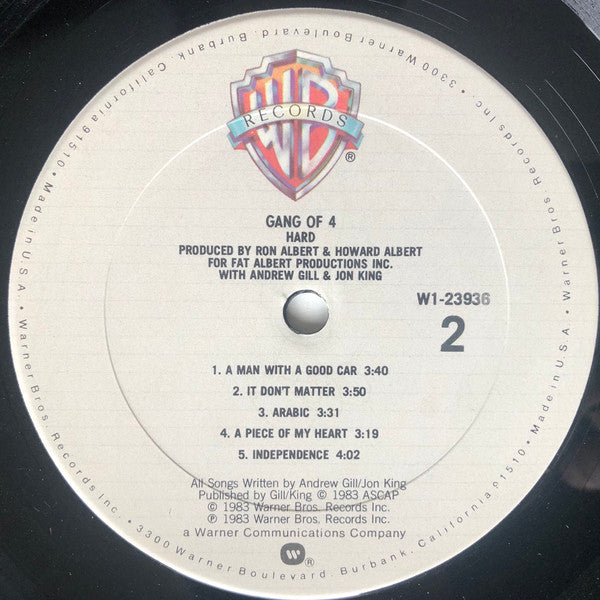 WB
RECORDS
®
GANG OF 4
HARD
PRODUCED BY RON ALBERT & HOWARD ALBERT
FOR FAT ALBERT PRODUCTIONS INC.
WITH ANDREW GILL & JON KING
W1-23936
2
1. A MAN WITH A GOOD CAR 3:40
2. IT DON'T MATTER 3:50
3. ARABIC 3:31
4. A PIECE OF MY HEART 3:19
5. INDEPENDENCE 4:02
All Songs Written by Andrew Gill/Jon King
Published by Gill/King © 1983 ASCAP
© 1983 Warner Bros. Records Inc.
℗ 1983 Warner Bros. Records Inc.
a Warner Communications Company
W ®
Made in U.S.A. • Warner Bros. Records Inc. • 3300 Warner Boulevard, Burbank, California 91510 •
Made in U.S.A. • Warner Bros. Records Inc. • 3300 Warner Boulevard, Burbank, California 91510 •